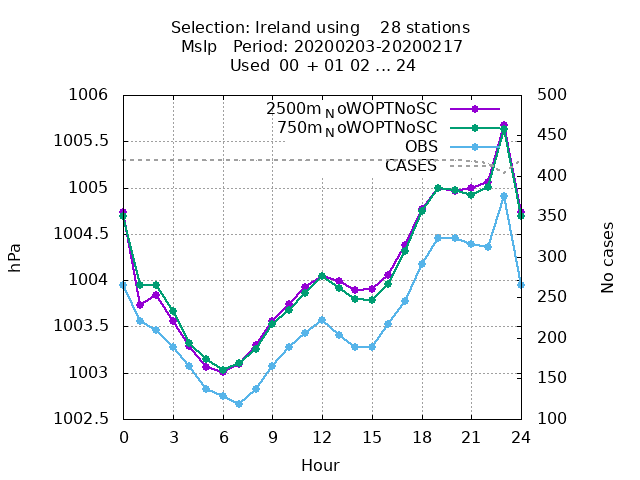 Selection: Ireland using 28 stations
Mslp Period: 20200203-20200217
Used 00 + 01 02 ... 24
2500m_NoWOPTNoSC
750m_NoWOPTNoSC
OBS
CASES
hPa
1006
1005.5
1005
1004.5
1004
1003.5
1003
1002.5
500
450
400
350
300
250
200
150
100
No cases
0 3 6 9 12 15 18 21 24
Hour